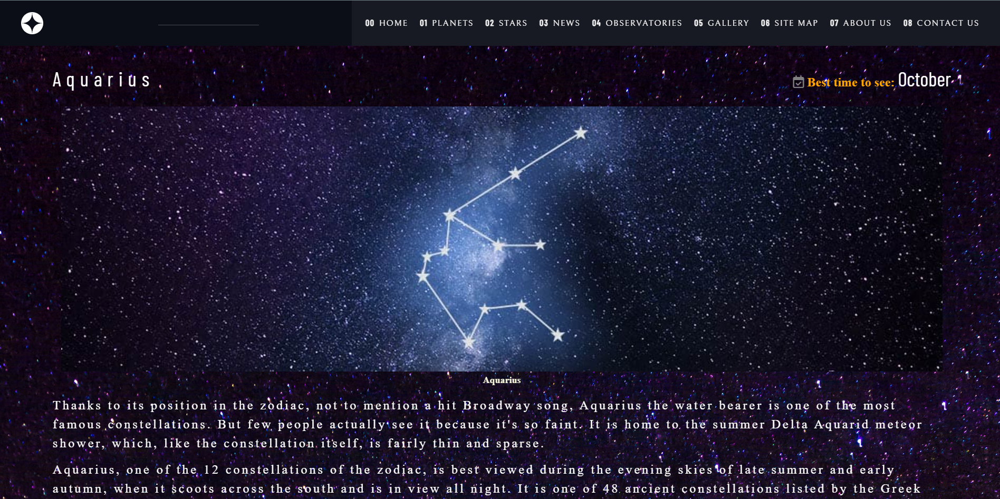 00 HOME 01 PLANETS 02 STARS 03 NEWS 04 OBSERVATORIES 05 GALLERY 06 SITE MAP 07 ABOUT US 08 CONTACT US
Aquarius
Best time to see: October
Aquarius
Thanks to its position in the zodiac, not to mention a hit Broadway song, Aquarius the water bearer is one of the most
famous constellations. But few people actually see it because it's so faint. It is home to the summer Delta Aquarid meteor
shower, which, like the constellation itself, is fairly thin and sparse.
Aquarius, one of the 12 constellations of the zodiac, is best viewed during the evening skies of late summer and early
autumn, when it scoots across the south and is in view all night. It is one of 48 ancient constellations listed by the Greek